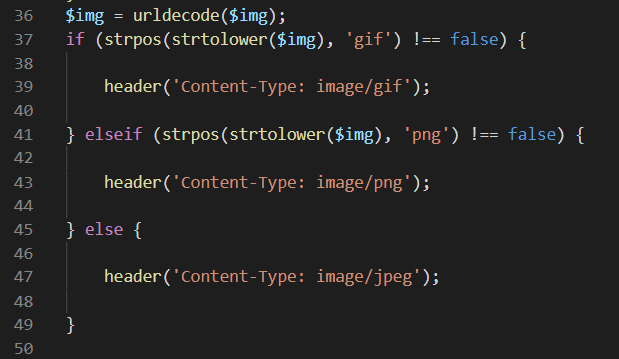 36 $img = urldecode($img);
37 if (strpos(strtolower($img), 'gif') !== false) {
38
39 header('Content-Type: image/gif');
40
41 } elseif (strpos(strtolower($img), 'png') !== false) {
42
43 header('Content-Type: image/png');
44
45 } else {
46
47 header('Content-Type: image/jpeg');
48
49 }
50